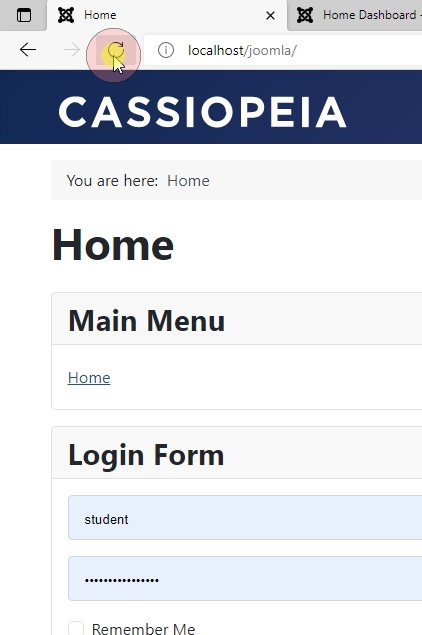 Home
Home Dashboard -
localhost/joomla/
CASSIOPEIA
You are here: Home
Home
Main Menu
Home
Login Form
student
••••••••••••••••
Remember Me